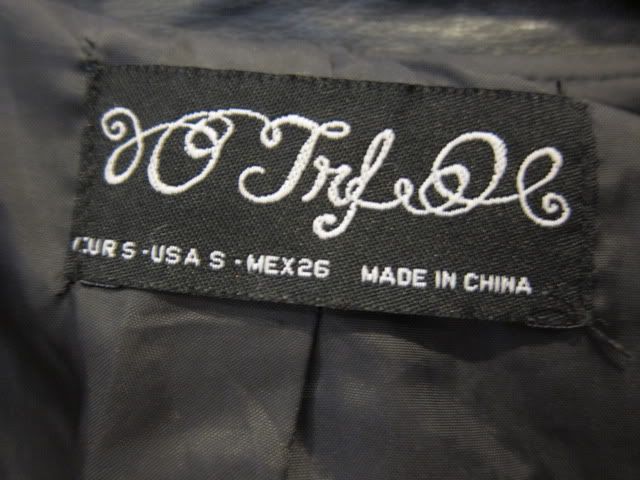 Trf
EUR S - USA S - MEX26 MADE IN CHINA